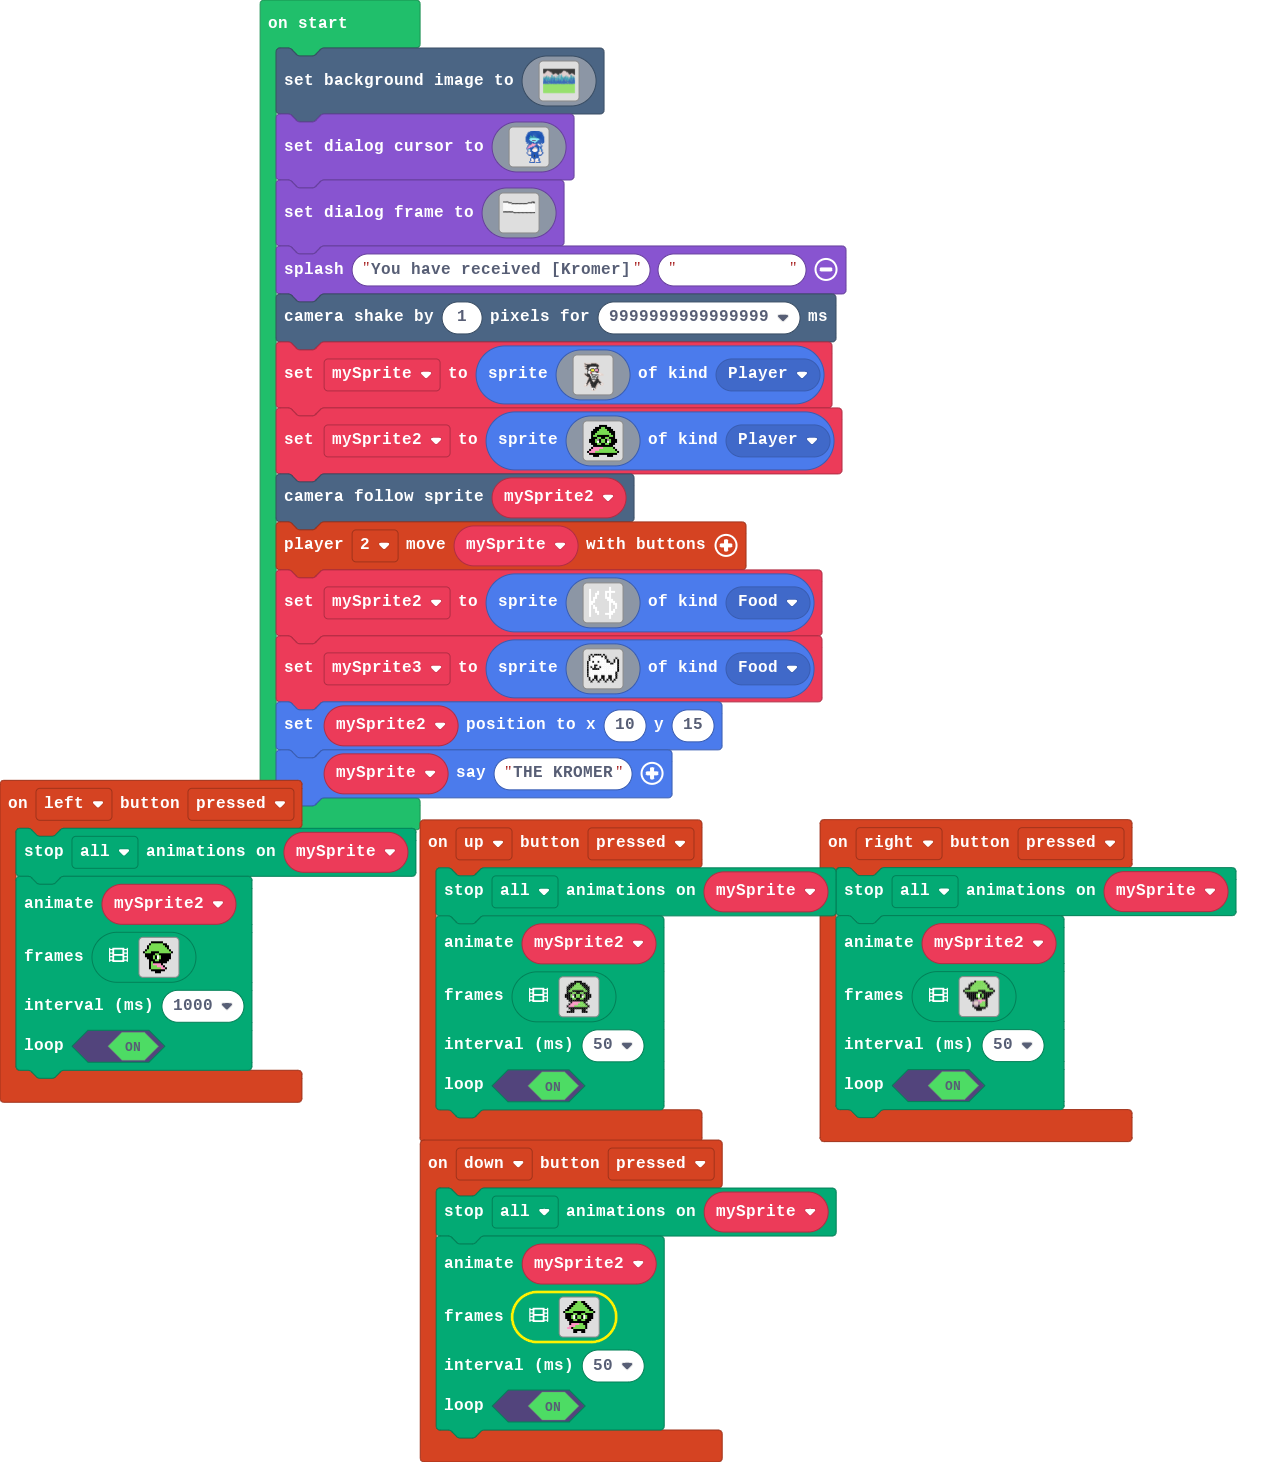 on start
set background image to
set dialog cursor to
set dialog frame to
splash "You have received [Kromer]" " "
camera shake by 1 pixels for 9999999999999999 ms
set mySprite to sprite of kind Player
set mySprite2 to sprite of kind Player
camera follow sprite mySprite2
player 2 move mySprite with buttons
set mySprite2 to sprite K$ of kind Food
set mySprite3 to sprite of kind Food
set mySprite2 position to x 10 y 15
mySprite say "THE KROMER"
on left button pressed
stop all animations on mySprite
animate mySprite2
frames
interval (ms) 1000
loop ON
on up button pressed
stop all animations on mySprite
animate mySprite2
frames
interval (ms) 50
loop ON
on right button pressed
stop all animations on mySprite
animate mySprite2
frames
interval (ms) 50
loop ON
on down button pressed
stop all animations on mySprite
animate mySprite2
frames
interval (ms) 50
loop ON